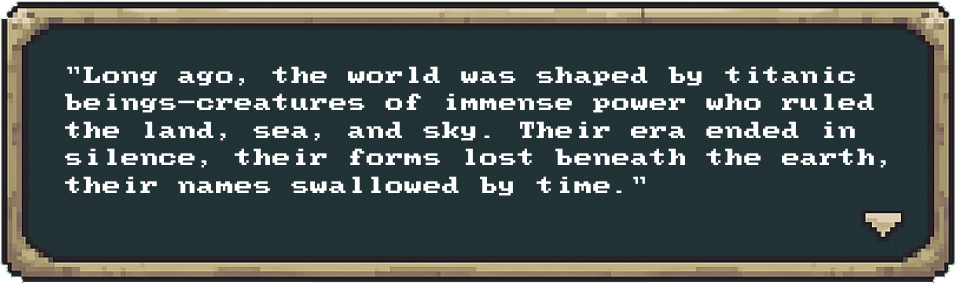 "Long ago, the world was shaped by titanic
beings—creatures of immense power who ruled
the land, sea, and sky. Their era ended in
silence, their forms lost beneath the earth,
their names swallowed by time."